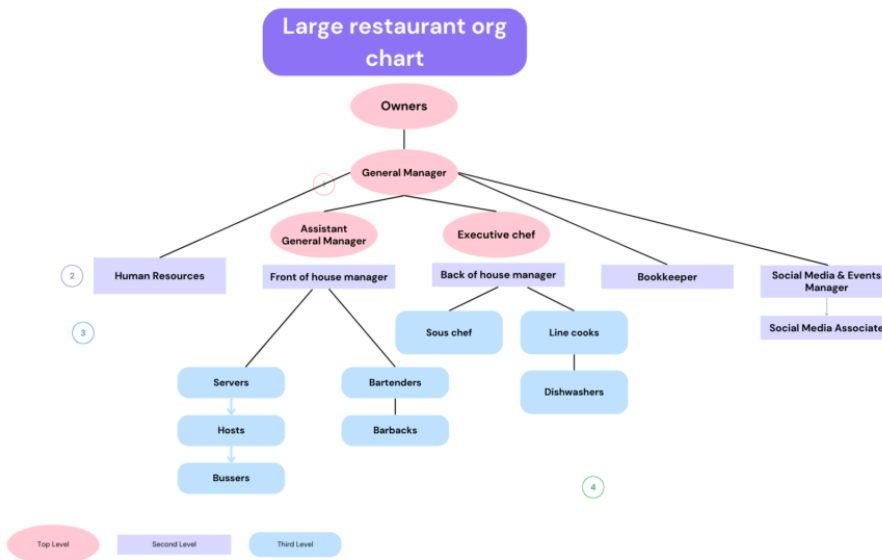 Large restaurant org
chart
Owners
General Manager
1
Assistant
General Manager
Executive chef
2
Human Resources
Front of house manager
Back of house manager
Bookkeeper
Social Media & Events
Manager
3
Sous chef
Line cooks
Social Media Associate
Servers
Bartenders
Dishwashers
Hosts
Barbacks
Bussers
4
Top Level
Second Level
Third Level